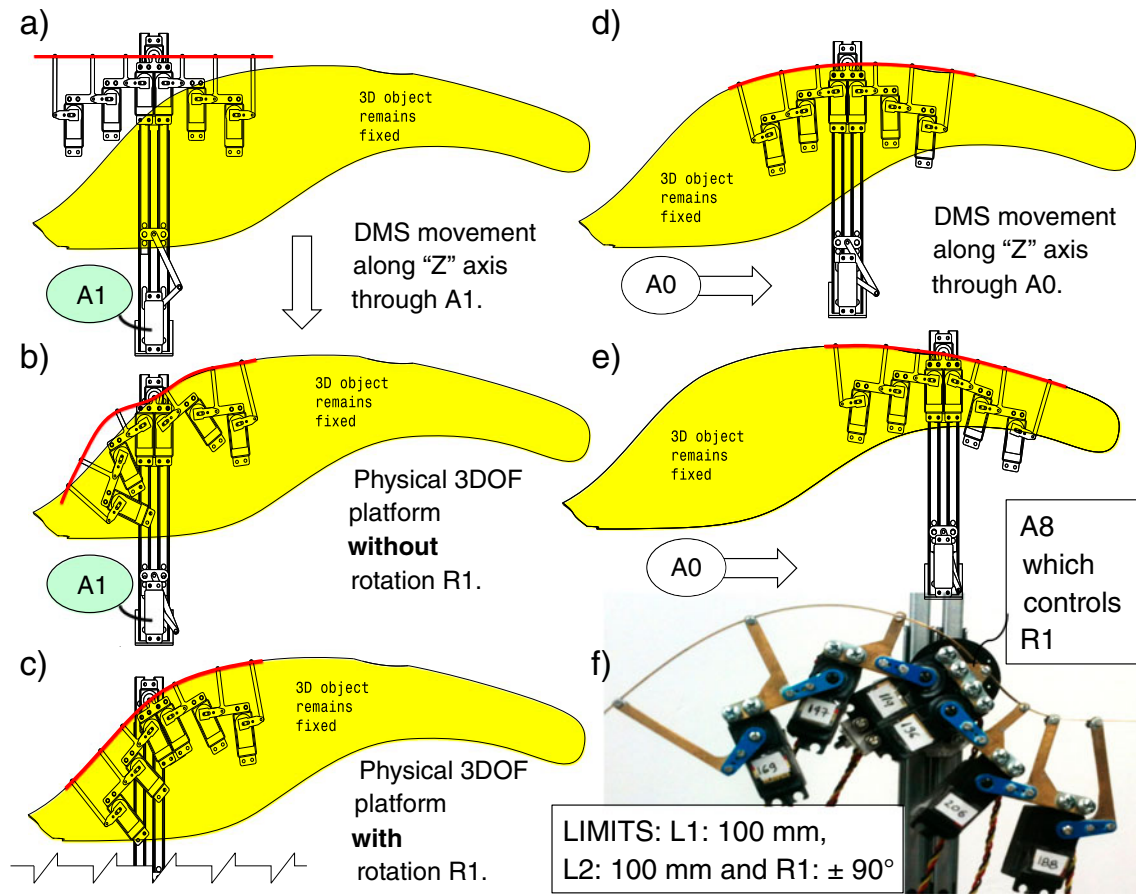 a)
3D object
remains
fixed
DMS movement
along “Z” axis
through A1.
A1
b)
3D object
remains
fixed
Physical 3DOF
platform
without
rotation R1.
A1
c)
3D object
remains
fixed
Physical 3DOF
platform
with
rotation R1.
d)
3D object
remains
fixed
DMS movement
along “Z” axis
through A0.
A0
e)
3D object
remains
fixed
A0
A8
which
controls
R1
f)
197
119
169
206
188
LIMITS: L1: 100 mm,
L2: 100 mm and R1: ± 90°